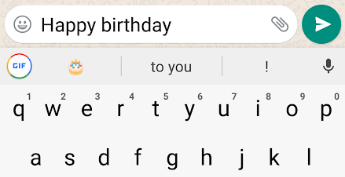 Happy birthday
GIF to you !
1 2 3 4 5 6 7 8 9 0
q w e r t y u i o p
a s d f g h j k l